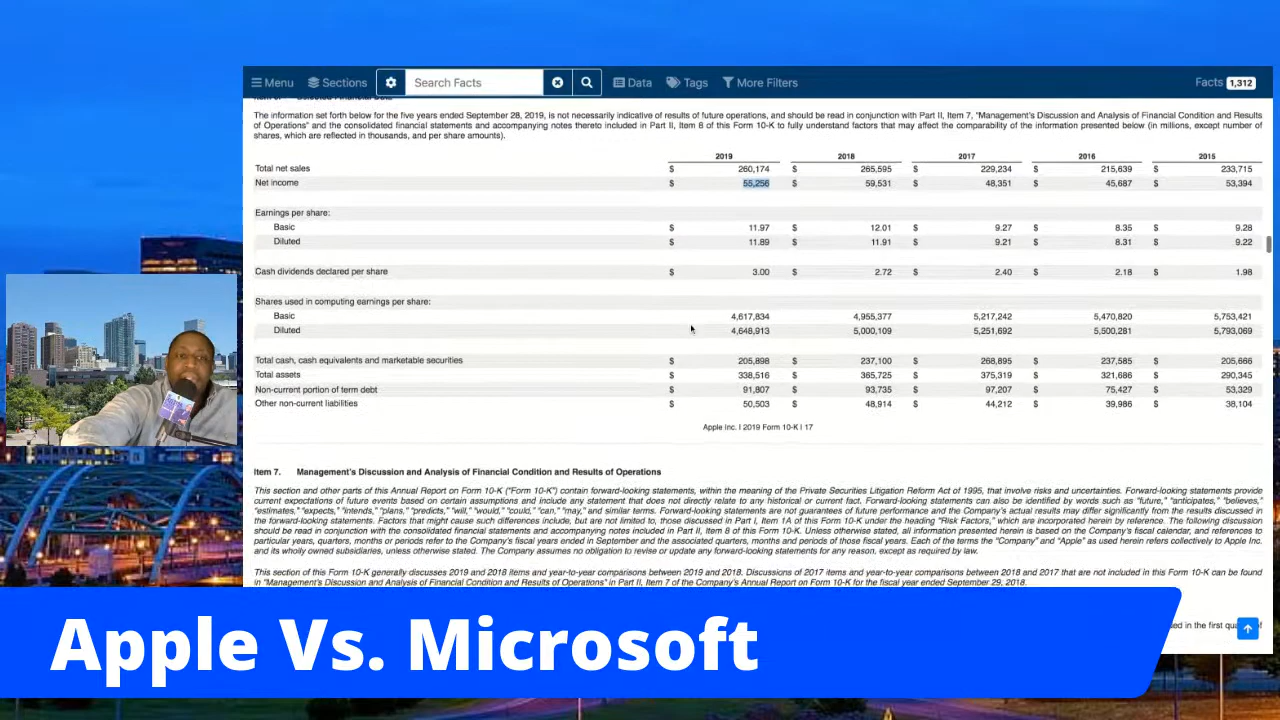 Menu Sections Search Facts Data Tags More Filters Facts 1,312
The information set forth below for the five years ended September 28, 2019, is not necessarily indicative of results of future operations, and should be read in conjunction with Part II, Item 7, "Management's Discussion and Analysis of Financial Condition and Results
of Operations" and the consolidated financial statements and accompanying notes thereto included in Part II, Item 8 of this Form 10-K to fully understand factors that may affect the comparability of the information presented below (in millions, except number of
shares, which are reflected in thousands, and per share amounts).
2019 2018 2017 2016 2015
Total net sales $ 260,174 $ 265,595 $ 229,234 $ 215,639 $ 233,715
Net income $ 55,256 $ 59,531 $ 48,351 $ 45,687 $ 53,394
Earnings per share:
Basic $ 11.97 $ 12.01 $ 9.27 $ 8.35 $ 9.28
Diluted $ 11.89 $ 11.91 $ 9.21 $ 8.31 $ 9.22
Cash dividends declared per share $ 3.00 $ 2.72 $ 2.40 $ 2.18 $ 1.98
Shares used in computing earnings per share:
Basic 4,617,834 4,955,377 5,217,242 5,470,820 5,753,421
Diluted 4,648,913 5,000,109 5,251,692 5,500,281 5,793,069
Total cash, cash equivalents and marketable securities $ 205,898 $ 237,100 $ 268,895 $ 237,585 $ 205,666
Total assets $ 338,516 $ 365,725 $ 375,319 $ 321,686 $ 290,345
Non-current portion of term debt $ 91,807 $ 93,735 $ 97,207 $ 75,427 $ 53,329
Other non-current liabilities $ 50,503 $ 48,914 $ 44,212 $ 39,986 $ 38,104
Apple Inc. | 2019 Form 10-K | 17
Item 7. Management's Discussion and Analysis of Financial Condition and Results of Operations
This section and other parts of this Annual Report on Form 10-K ("Form 10-K") contain forward-looking statements, within the meaning of the Private Securities Litigation Reform Act of 1995, that involve risks and uncertainties. Forward-looking statements provide
current expectations of future events based on certain assumptions and include any statement that does not directly relate to any historical or current fact. Forward-looking statements can also be identified by words such as "future," "anticipates," "believes,"
"estimates," "expects," "intends," "plans," "predicts," "will," "would," "could," "can," "may," and similar terms. Forward-looking statements are not guarantees of future performance and the Company's actual results may differ significantly from the results discussed in
the forward-looking statements. Factors that might cause such differences include, but are not limited to, those discussed in Part I, Item 1A of this Form 10-K under the heading "Risk Factors," which are incorporated herein by reference. The following discussion
should be read in conjunction with the consolidated financial statements and accompanying notes included in Part II, Item 8 of this Form 10-K. Unless otherwise stated, all information presented herein is based on the Company's fiscal calendar, and references to
particular years, quarters, months or periods refer to the Company's fiscal years ended in September and the associated quarters, months and periods of those fiscal years. Each of the terms the "Company" and "Apple" as used herein refers collectively to Apple Inc.
and its wholly owned subsidiaries, unless otherwise stated. The Company assumes no obligation to revise or update any forward-looking statements for any reason, except as required by law.
This section of this Form 10-K generally discusses 2019 and 2018 items and year-to-year comparisons between 2019 and 2018. Discussions of 2017 items and year-to-year comparisons between 2018 and 2017 that are not included in this Form 10-K can be found
in "Management's Discussion and Analysis of Financial Condition and Results of Operations" in Part II, Item 7 of the Company's Annual Report on Form 10-K for the fiscal year ended September 29, 2018.
in the first of
Apple Vs. Microsoft